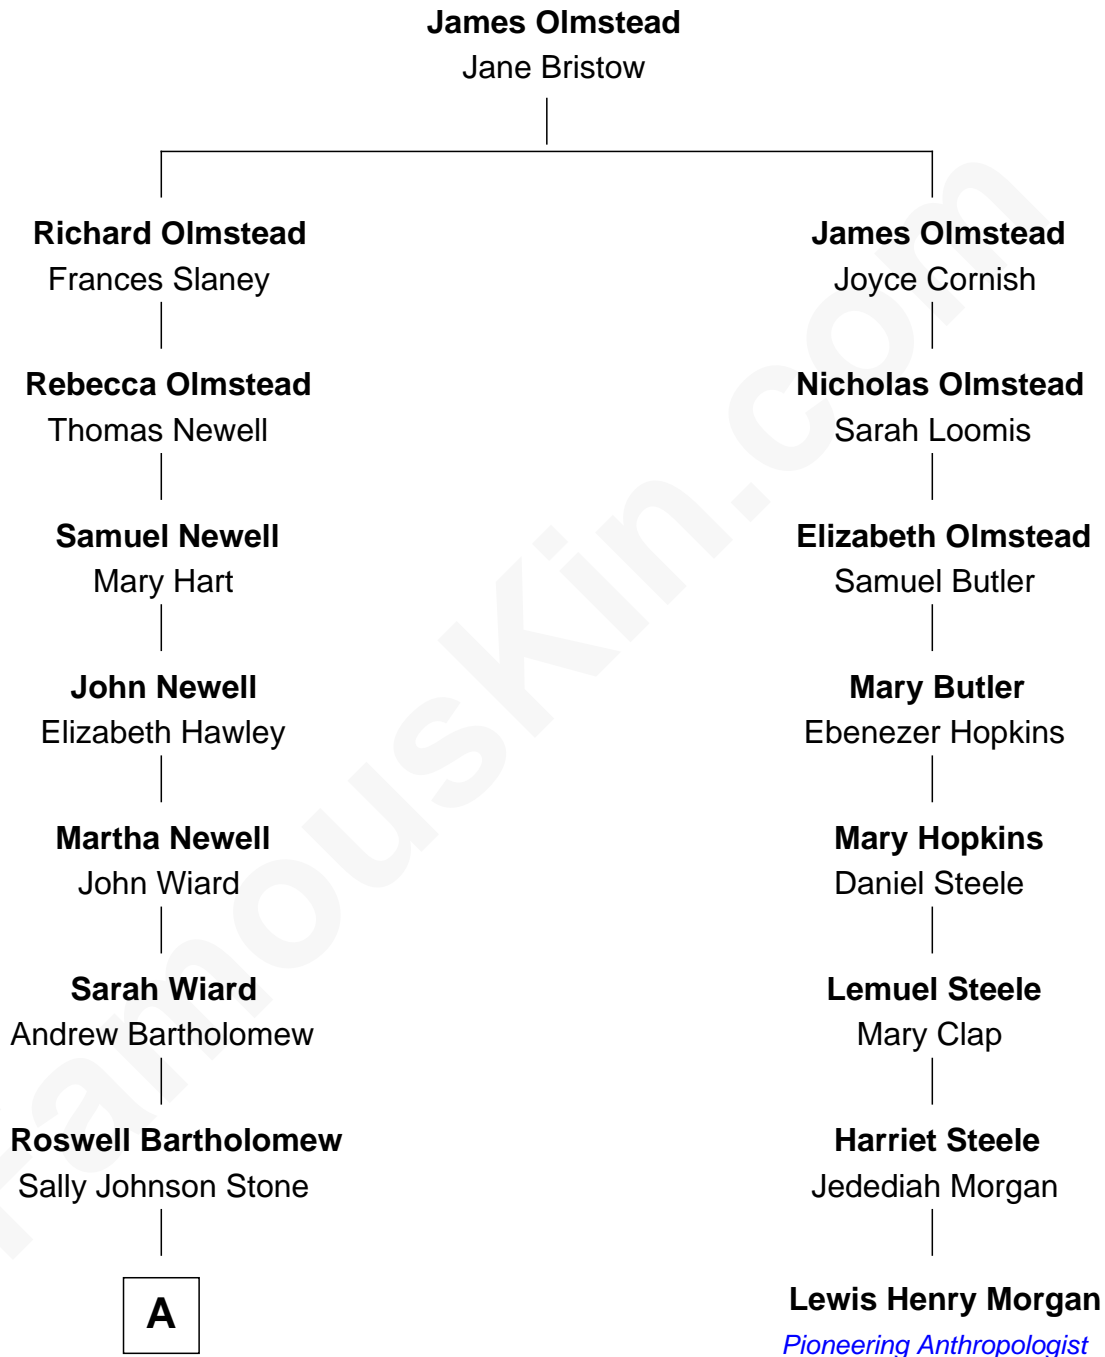 James Olmstead
Jane Bristow
Richard Olmstead
Frances Slaney
Rebecca Olmstead
Thomas Newell
Samuel Newell
Mary Hart
John Newell
Elizabeth Hawley
Martha Newell
John Wiard
Sarah Wiard
Andrew Bartholomew
Roswell Bartholomew
Sally Johnson Stone
A
James Olmstead
Joyce Cornish
Nicholas Olmstead
Sarah Loomis
Elizabeth Olmstead
Samuel Butler
Mary Butler
Ebenezer Hopkins
Mary Hopkins
Daniel Steele
Lemuel Steele
Mary Clap
Harriet Steele
Jedediah Morgan
Lewis Henry Morgan
Pioneering Anthropologist
FamousKin.com